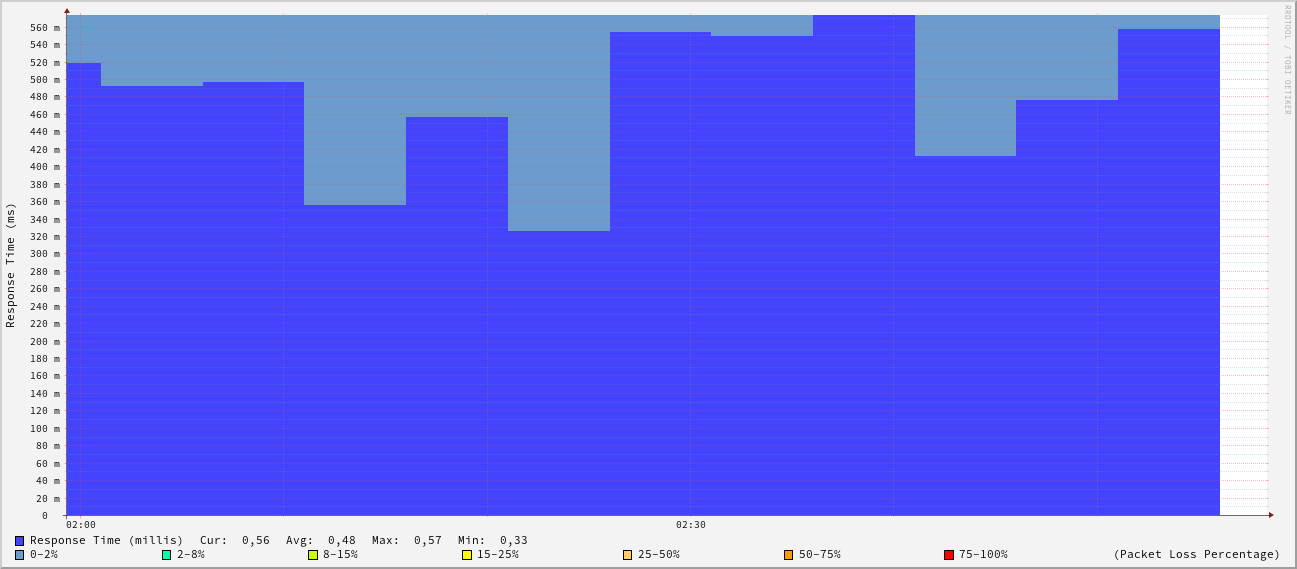 RRDTOOL / TOBI OETIKER
Response Time (ms)
560 m
540 m
520 m
500 m
480 m
460 m
440 m
420 m
400 m
380 m
360 m
340 m
320 m
300 m
280 m
260 m
240 m
220 m
200 m
180 m
160 m
140 m
120 m
100 m
80 m
60 m
40 m
20 m
0
02:00 02:30
Response Time (millis) Cur: 0,56 Avg: 0,48 Max: 0,57 Min: 0,33
0-2% 2-8% 8-15% 15-25% 25-50% 50-75% 75-100% (Packet Loss Percentage)